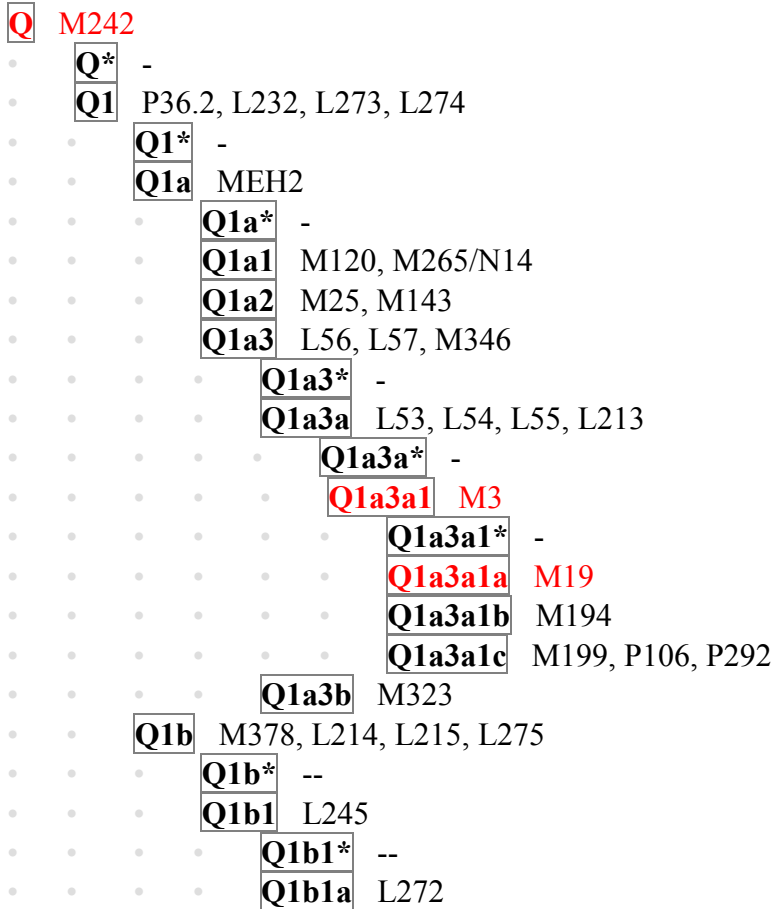 Q M242
Q* -
Q1 P36.2, L232, L273, L274
Q1* -
Q1a MEH2
Q1a* -
Q1a1 M120, M265/N14
Q1a2 M25, M143
Q1a3 L56, L57, M346
Q1a3* -
Q1a3a L53, L54, L55, L213
Q1a3a* -
Q1a3a1 M3
Q1a3a1* -
Q1a3a1a M19
Q1a3a1b M194
Q1a3a1c M199, P106, P292
Q1a3b M323
Q1b M378, L214, L215, L275
Q1b* --
Q1b1 L245
Q1b1* --
Q1b1a L272